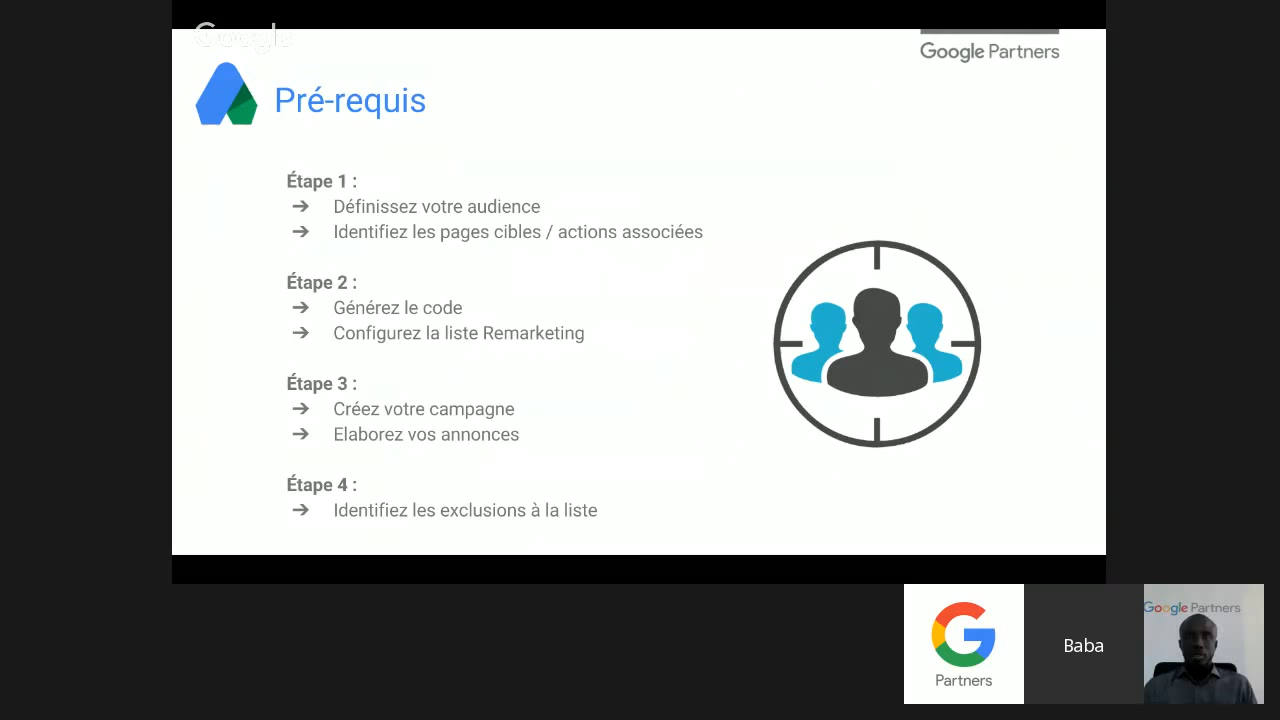 Google
Google Partners
Pré-requis
Étape 1 :
➔ Définissez votre audience
➔ Identifiez les pages cibles / actions associées
Étape 2 :
➔ Générez le code
➔ Configurez la liste Remarketing
Étape 3 :
➔ Créez votre campagne
➔ Elaborez vos annonces
Étape 4 :
➔ Identifiez les exclusions à la liste
Partners
Baba
Google Partners